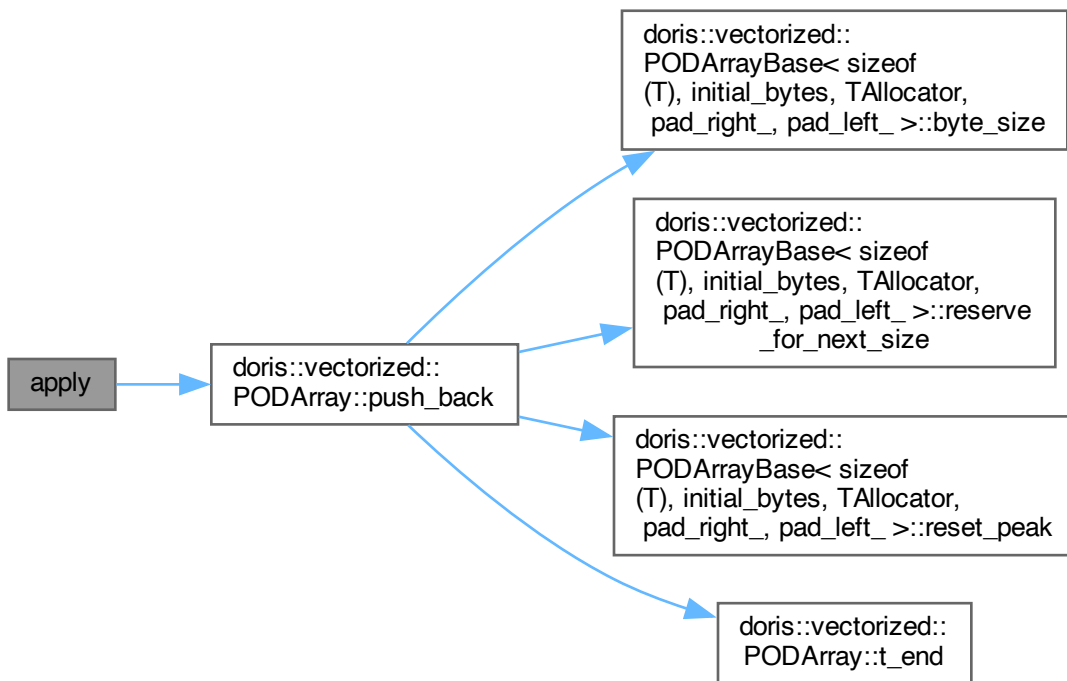 apply
doris::vectorized::
PODArray::push_back
doris::vectorized::
PODArrayBase< sizeof
(T), initial_bytes, TAllocator,
pad_right_, pad_left_ >::byte_size
doris::vectorized::
PODArrayBase< sizeof
(T), initial_bytes, TAllocator,
pad_right_, pad_left_ >::reserve
_for_next_size
doris::vectorized::
PODArrayBase< sizeof
(T), initial_bytes, TAllocator,
pad_right_, pad_left_ >::reset_peak
doris::vectorized::
PODArray::t_end